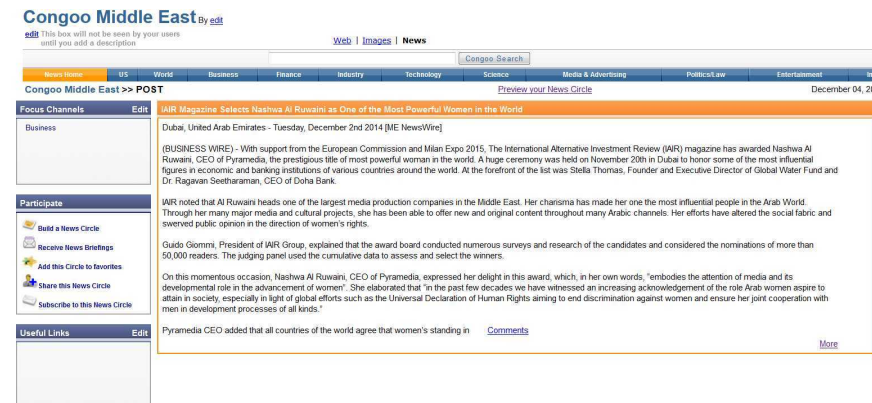 Congoo Middle East By edit
edit This box will not be seen by your users
until you add a description
Web | Images | News
Congoo Search
News Home US World Business Finance Industry Technology Science Media & Advertising Politics/Law Entertainment In
Congoo Middle East >> POST Preview your News Circle December 04, 2
Focus Channels Edit
Business
Participate
Build a News Circle
Receive News Briefings
Add this Circle to favorites
Share this News Circle
Subscribe to this News Circle
Useful Links Edit
IAIR Magazine Selects Nashwa Al Ruwaini as One of the Most Powerful Women in the World
Dubai, United Arab Emirates - Tuesday, December 2nd 2014 [ME NewsWire]
(BUSINESS WIRE) - With support from the European Commission and Milan Expo 2015, The International Alternative Investment Review (IAIR) magazine has awarded Nashwa Al
Ruwaini, CEO of Pyramedia, the prestigious title of most powerful woman in the world. A huge ceremony was held on November 20th in Dubai to honor some of the most influential
figures in economic and banking institutions of various countries around the world. At the forefront of the list was Stella Thomas, Founder and Executive Director of Global Water Fund and
Dr. Ragavan Seetharaman, CEO of Doha Bank.
IAIR noted that Al Ruwaini heads one of the largest media production companies in the Middle East. Her charisma has made her one the most influential people in the Arab World.
Through her many major media and cultural projects, she has been able to offer new and original content throughout many Arabic channels. Her efforts have altered the social fabric and
swerved public opinion in the direction of women's rights.
Guido Giommi, President of IAIR Group, explained that the award board conducted numerous surveys and research of the candidates and considered the nominations of more than
50,000 readers. The judging panel used the cumulative data to assess and select the winners.
On this momentous occasion, Nashwa Al Ruwaini, CEO of Pyramedia, expressed her delight in this award, which, in her own words, "embodies the attention of media and its
developmental role in the advancement of women". She elaborated that "in the past few decades we have witnessed an increasing acknowledgement of the role Arab women aspire to
attain in society, especially in light of global efforts such as the Universal Declaration of Human Rights aiming to end discrimination against women and ensure her joint cooperation with
men in development processes of all kinds."
Pyramedia CEO added that all countries of the world agree that women's standing in Comments
More